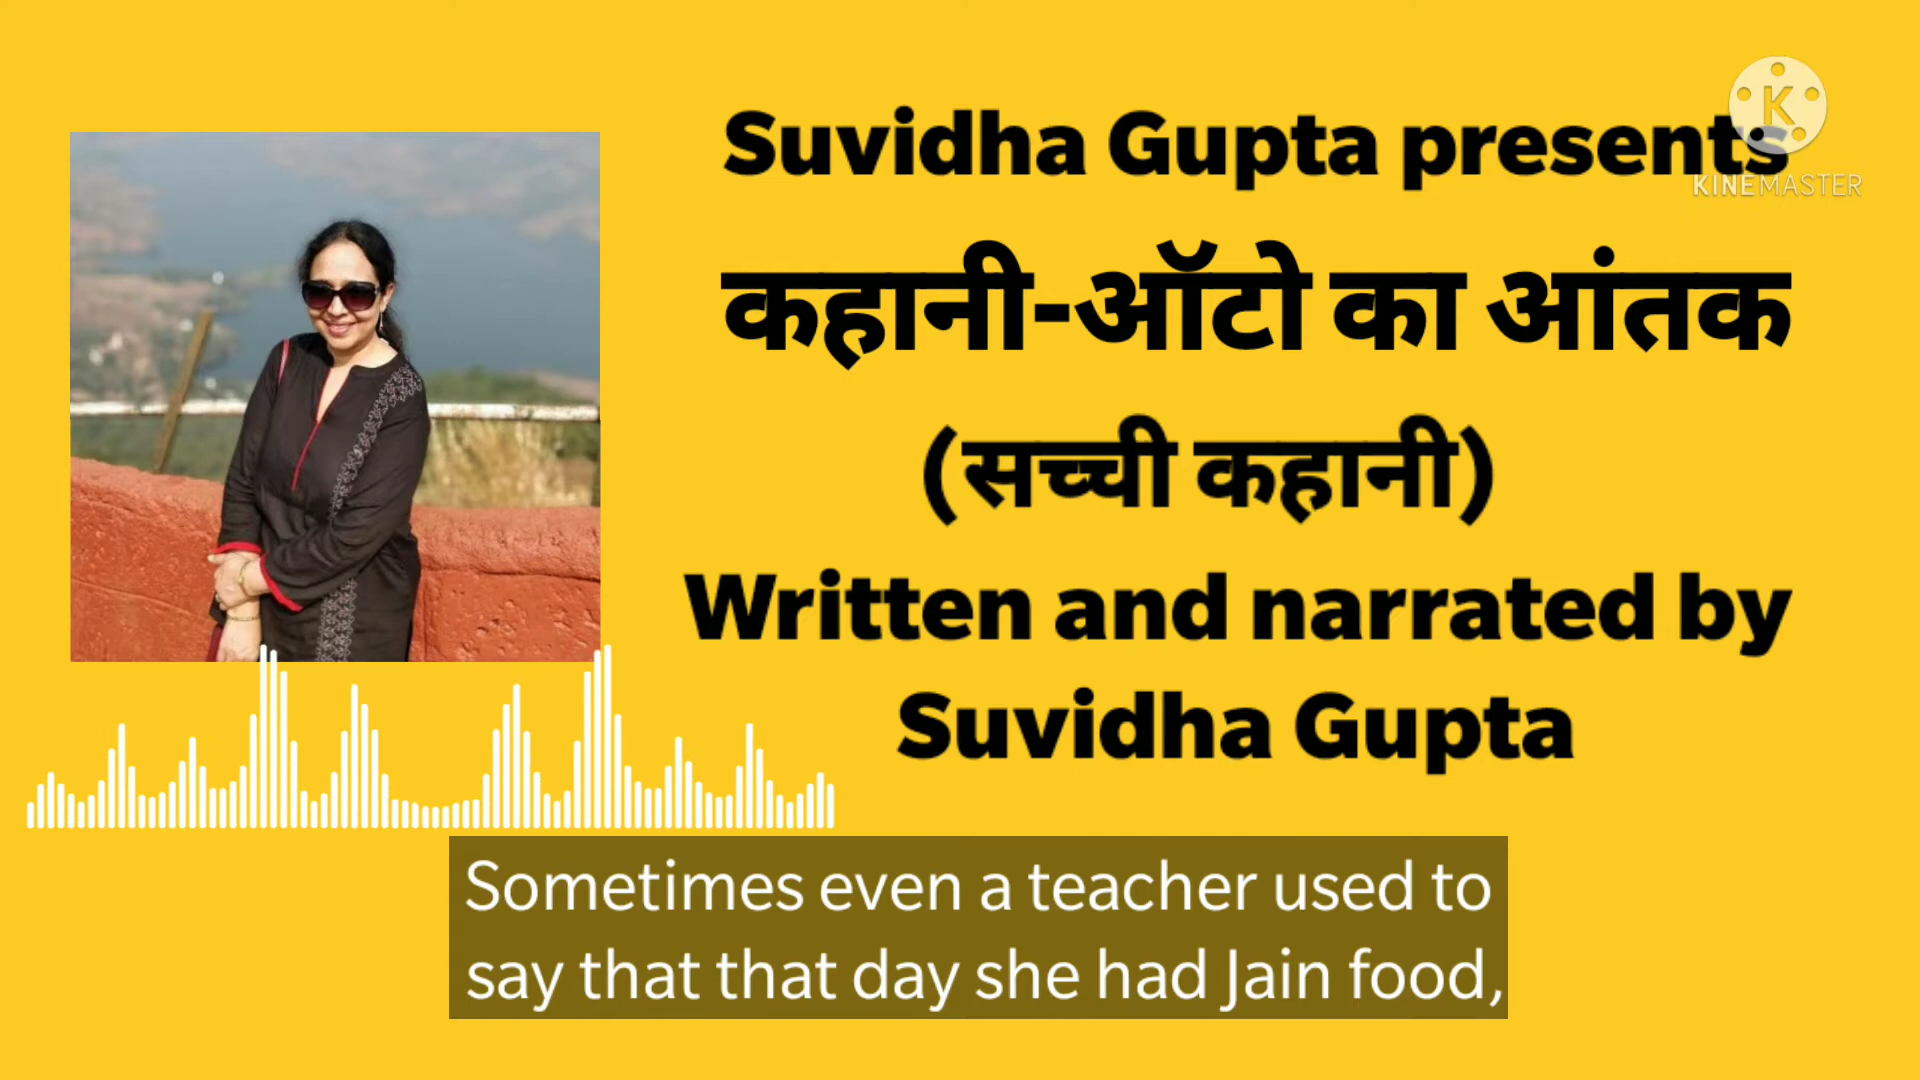 Suvidha Gupta presents
KINEMASTER
कहानी-ऑटो का आंतक
(सच्ची कहानी)
Written and narrated by
Suvidha Gupta
Sometimes even a teacher used to
say that that day she had Jain food,